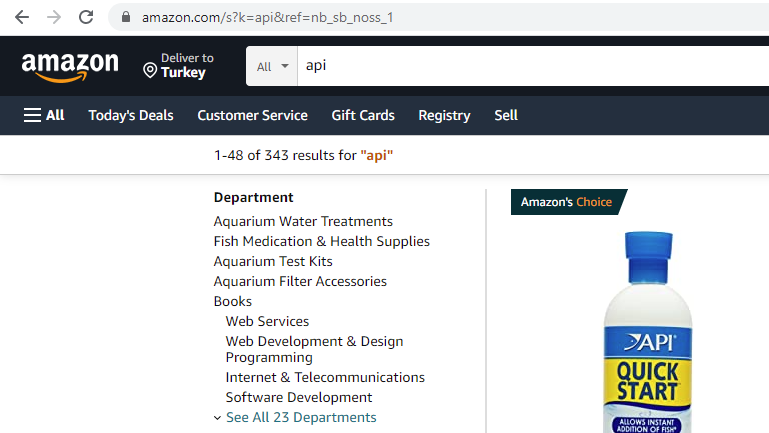 amazon.com/s?k=api&ref=nb_sb_noss_1
amazon
Deliver to
Turkey
All
api
All
Today's Deals
Customer Service
Gift Cards
Registry
Sell
1-48 of 343 results for "api"
Department
Aquarium Water Treatments
Fish Medication & Health Supplies
Aquarium Test Kits
Aquarium Filter Accessories
Books
Web Services
Web Development & Design
Programming
Internet & Telecommunications
Software Development
See All 23 Departments
Amazon's Choice
API
QUICK
START
ALLOWS INSTANT
ADDITION OF FISH